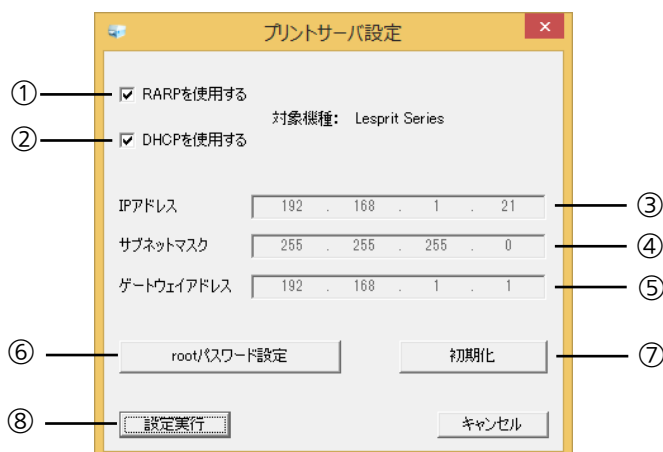 プリントサーバ設定
×
① RARPを使用する
対象機種： Lesprit Series
② DHCPを使用する
IPアドレス 192 . 168 . 1 . 21 ③
サブネットマスク 255 . 255 . 255 . 0 ④
ゲートウェイアドレス 192 . 168 . 1 . 1 ⑤
⑥ rootパスワード設定 初期化 ⑦
⑧ 設定実行 キャンセル